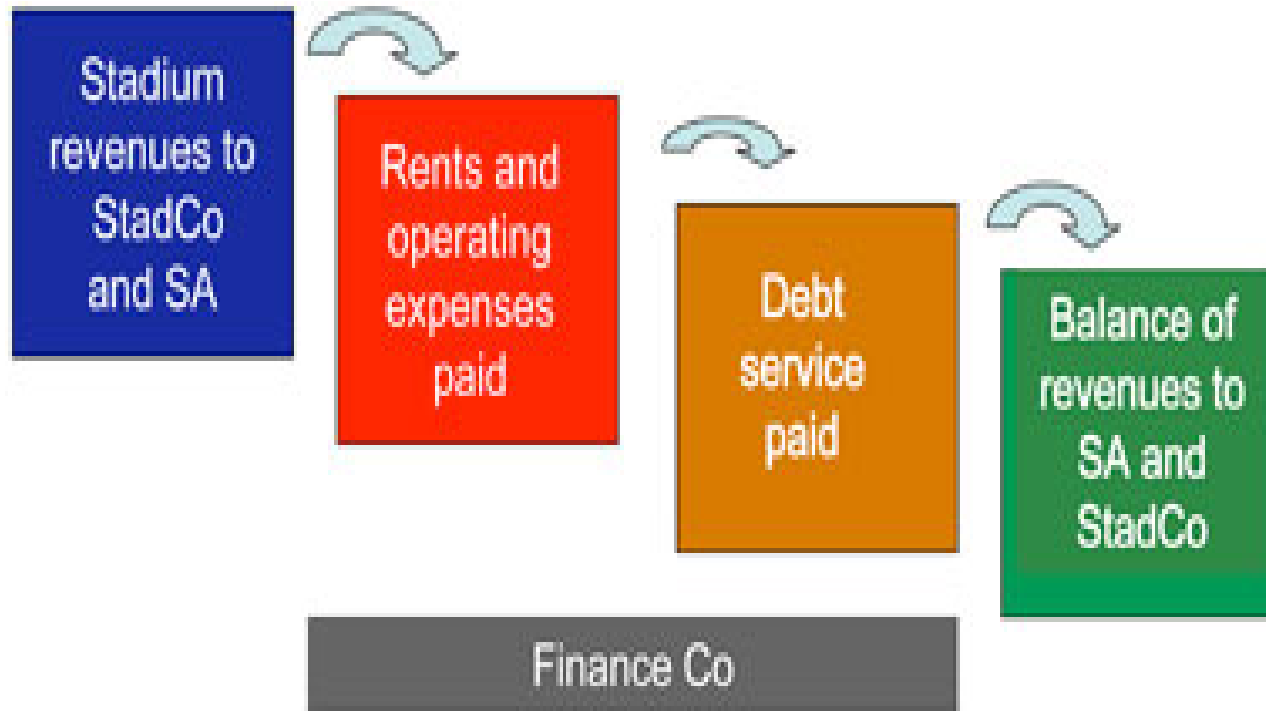 Stadium
revenues to
StadCo
and SA
Rents and
operating
expenses
paid
Debt
service
paid
Balance of
revenues to
SA and
StadCo
Finance Co